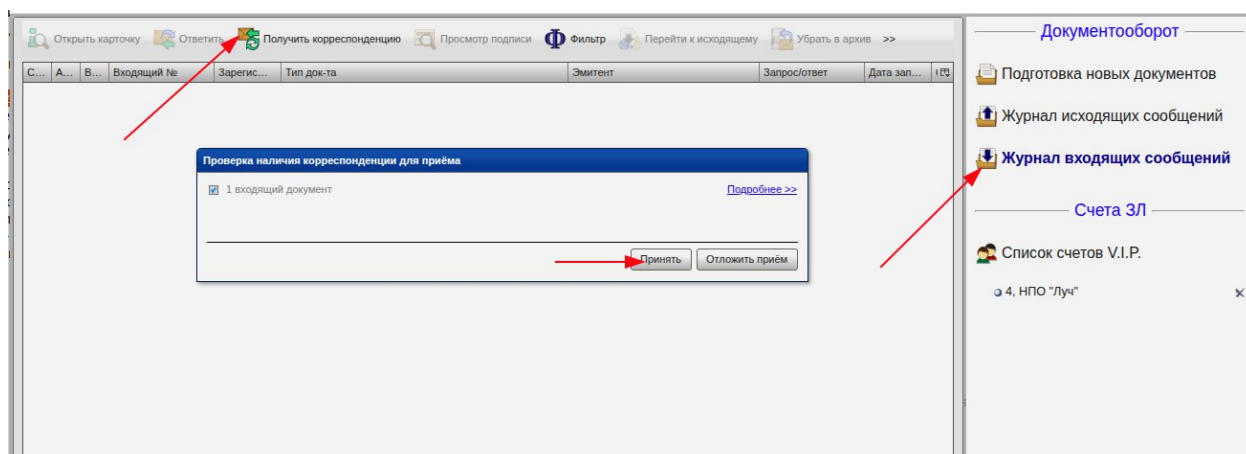 Открыть карточку Ответить Получить корреспонденцию Просмотр подписи Ф Фильтр Перейти к исходящему Убрать в архив >>
С... А... В... Входящий № Зарегис... Тип док-та Эмитент Запрос/ответ Дата зап...
Проверка наличия корреспонденции для приёма
1 входящий документ Подробнее >>
Принять Отложить приём
Документооборот
Подготовка новых документов
Журнал исходящих сообщений
Журнал входящих сообщений
Счета ЗЛ
Список счетов V.I.P.
4, НПО "Луч"